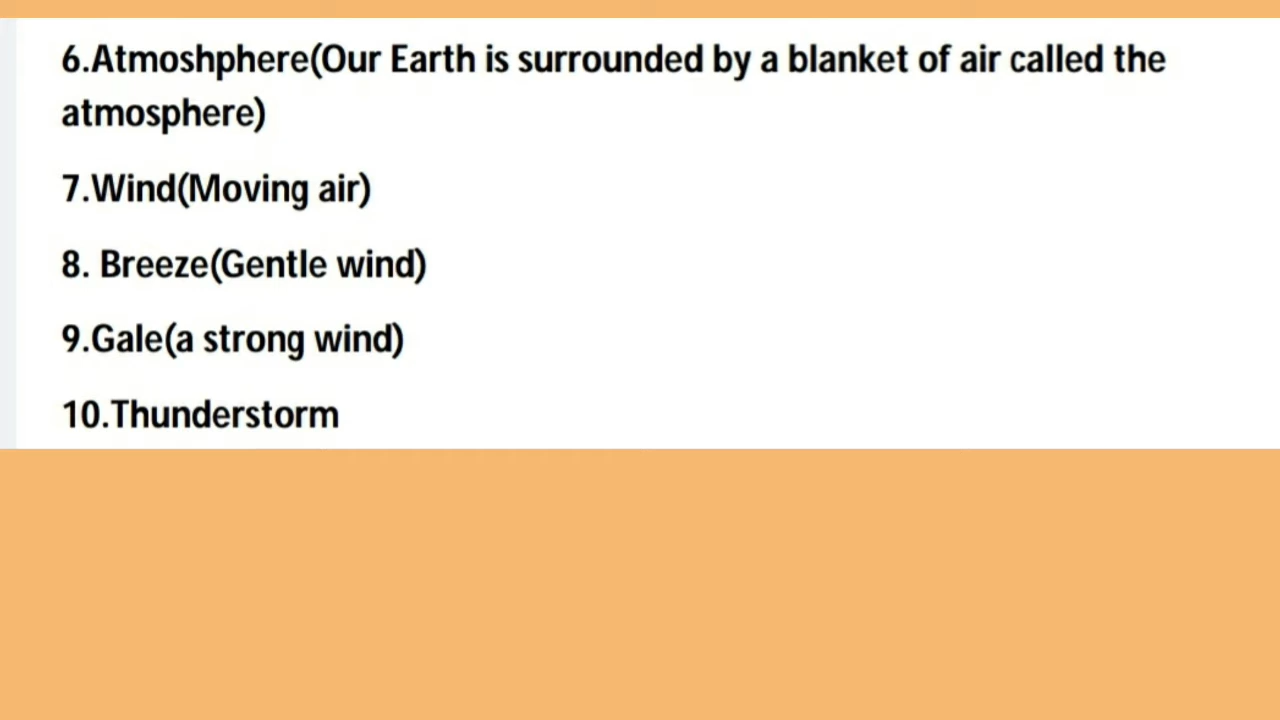 6.Atmoshphere(Our Earth is surrounded by a blanket of air called the
atmosphere)
7.Wind(Moving air)
8. Breeze(Gentle wind)
9.Gale(a strong wind)
10.Thunderstorm